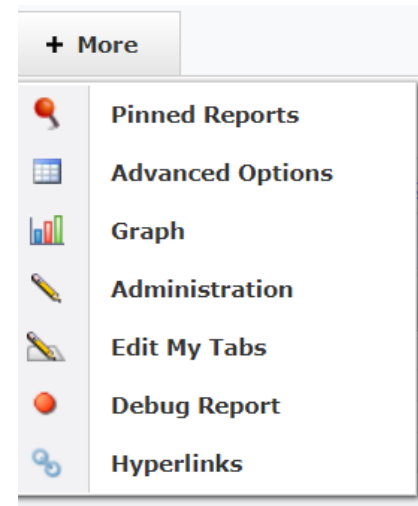 + More
Pinned Reports
Advanced Options
Graph
Administration
Edit My Tabs
Debug Report
Hyperlinks